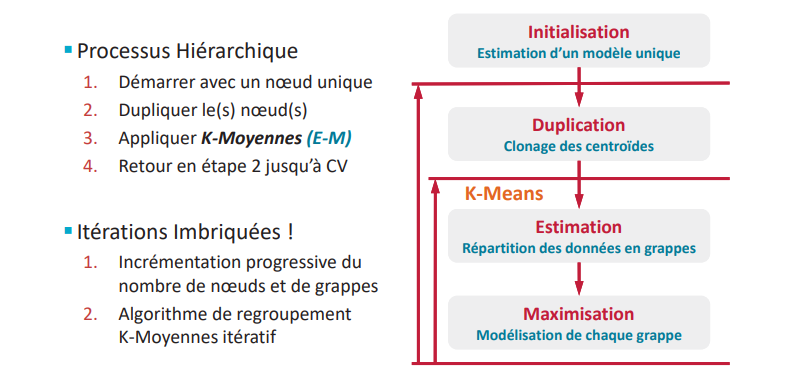 Processus Hiérarchique
1. Démarrer avec un nœud unique
2. Dupliquer le(s) nœud(s)
3. Appliquer K-Moyennes (E-M)
4. Retour en étape 2 jusqu’à CV
Itérations Imbriquées !
1. Incrémentation progressive du
nombre de nœuds et de grappes
2. Algorithme de regroupement
K-Moyennes itératif
Initialisation
Estimation d’un modèle unique
Duplication
Clonage des centroïdes
K-Means
Estimation
Répartition des données en grappes
Maximisation
Modélisation de chaque grappe